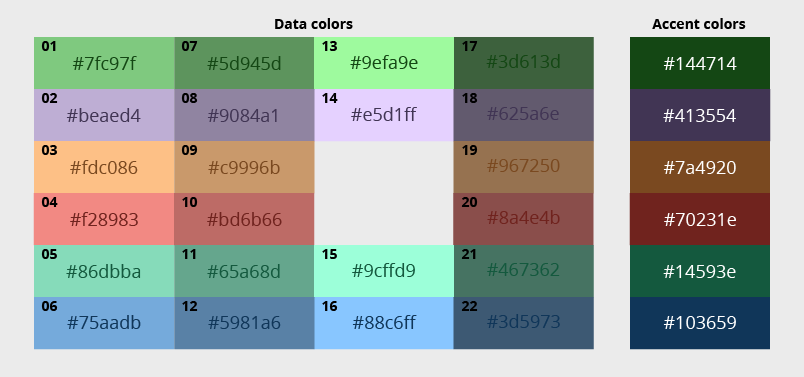 Data colors Accent colors
01 #7fc97f 07 #5d945d 13 #9efa9e 17 #3d613d #144714
02 #beaed4 08 #9084a1 14 #e5d1ff 18 #625a6e #413554
03 #fdc086 09 #c9996b 19 #967250 #7a4920
04 #f28983 10 #bd6b66 20 #8a4e4b #70231e
05 #86dbba 11 #65a68d 15 #9cffd9 21 #467362 #14593e
06 #75aadb 12 #5981a6 16 #88c6ff 22 #3d5973 #103659